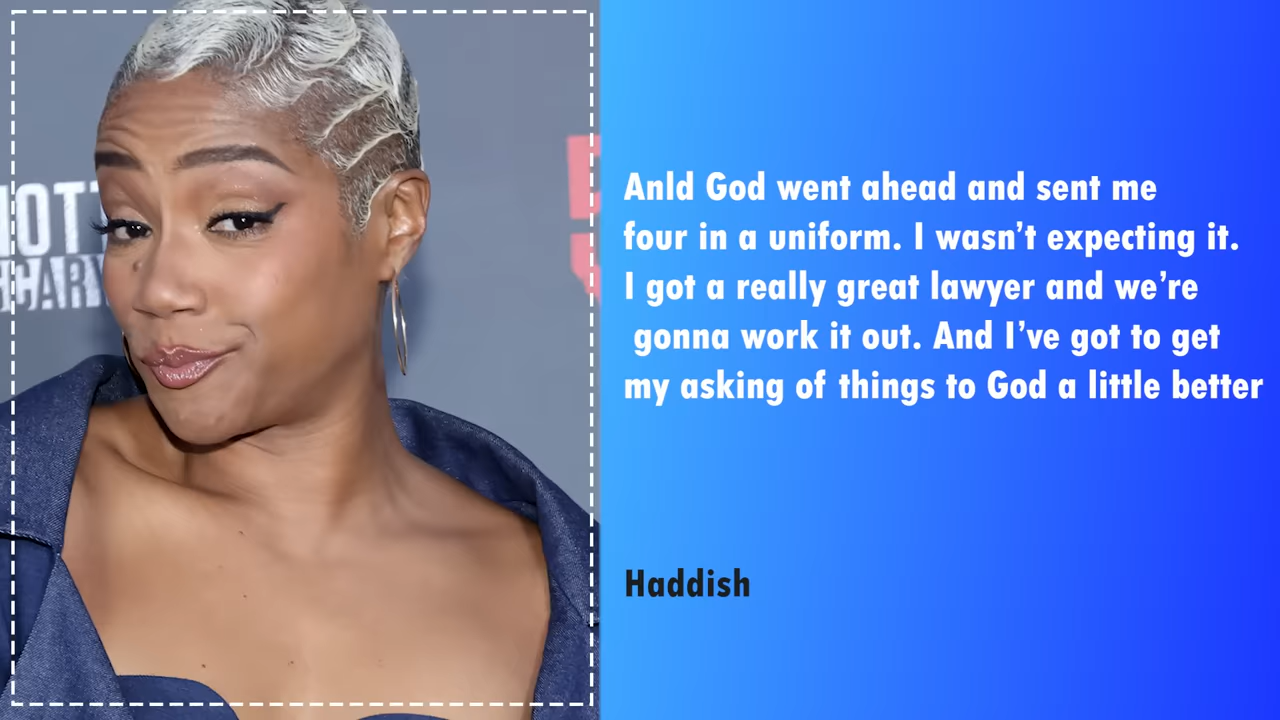 Anld God went ahead and sent me
four in a uniform. I wasn’t expecting it.
I got a really great lawyer and we’re
gonna work it out. And I’ve got to get
my asking of things to God a little better
Haddish